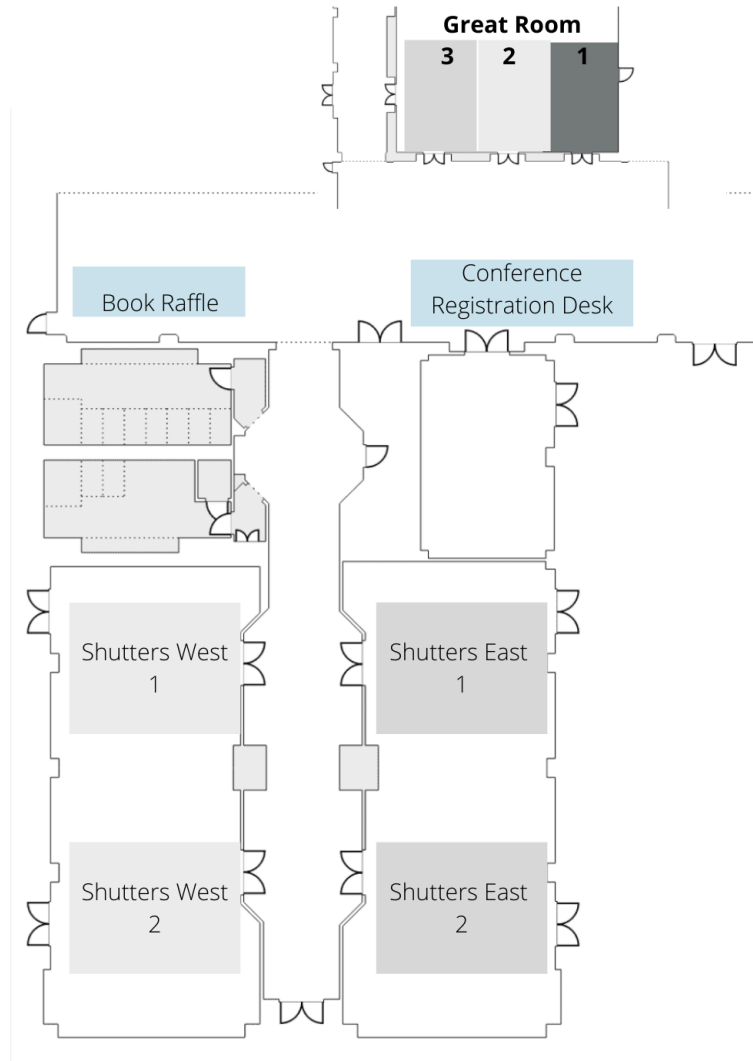 Great Room
3 2 1
Book Raffle
Conference
Registration Desk
Shutters West
1
Shutters East
1
Shutters West
2
Shutters East
2